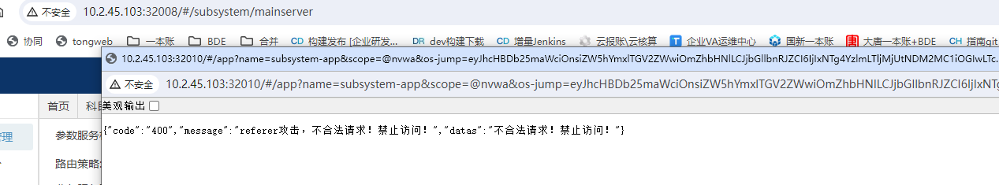 不安全 10.2.45.103:32008/#/subsystem/mainserver
协同 tongweb 一本账 BDE 合并 CD 构建发布 [企业研发... DR dev构建下载 CD 增量Jenkins 云报账\云核算 T 企业VA运维中心 国新一本账 唐 大唐一本账+BDE CH 指南git
10.2.45.103:32010/#/app?name=subsystem-app&scope=@nvwa&os-jump=eyJhcHBDb25maWciOnsiZW5hYmxlTGV2ZWwiOmZhbHNlLCJjbGllbnRJZCI6IjIxNTg4YzlmLTljMjUtNDM2MC1iOGIwLTc.
不安全 10.2.45.103:32010/#/app?name=subsystem-app&scope=@nvwa&os-jump=eyJhcHBDb25maWciOnsiZW5hYmxlTGV2ZWwiOmZhbHNlLCJjbGllbnRJZCI6IjIxNTg
首页 科
美观输出
{"code":"400","message":"referer攻击，不合法请求！禁止访问！","datas":"不合法请求！禁止访问！"}
管理 参数服务
路由策略